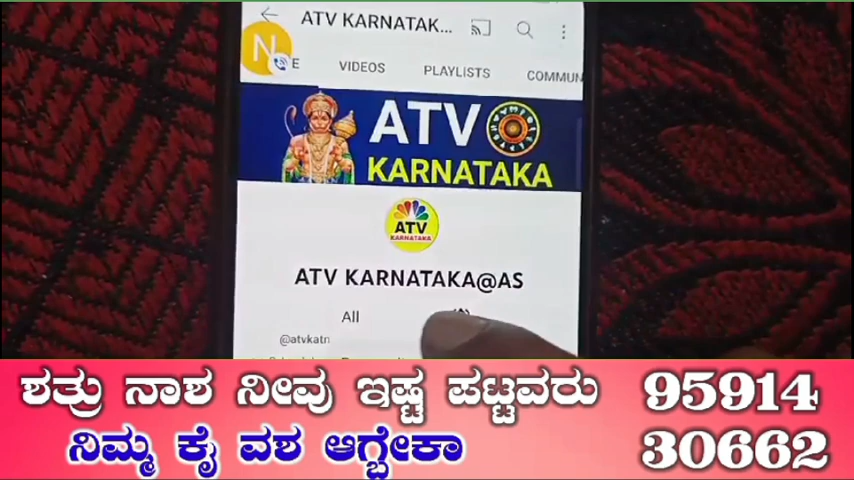 ATV KARNATAK...
N
E VIDEOS PLAYLISTS COMMUN
ATV
KARNATAKA
ATV
KARNATAKA
ATV KARNATAKA@AS
All
@atvkatn
ಶತ್ರು ನಾಶ ನೀವು ಇಷ್ಟ ಪಟ್ಟವರು 95914
ನಿಮ್ಮ ಕೈ ವಶ ಆಗ್ಬೇಕಾ 30662